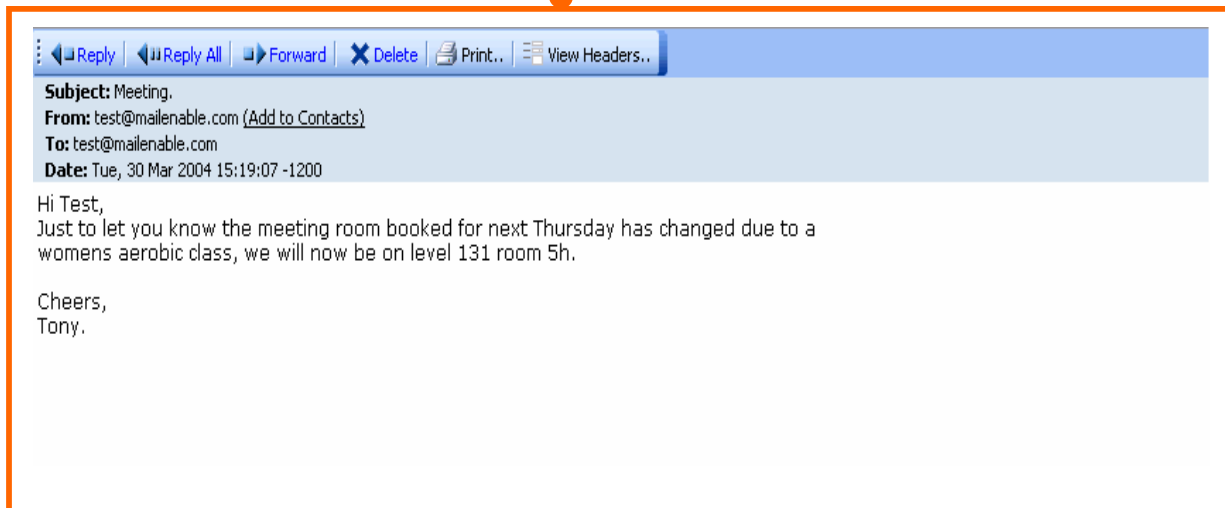 Reply Reply All Forward Delete Print.. View Headers..
Subject: Meeting.
From: test@mailenable.com (Add to Contacts)
To: test@mailenable.com
Date: Tue, 30 Mar 2004 15:19:07 -1200
Hi Test,
Just to let you know the meeting room booked for next Thursday has changed due to a
womens aerobic class, we will now be on level 131 room 5h.
Cheers,
Tony.